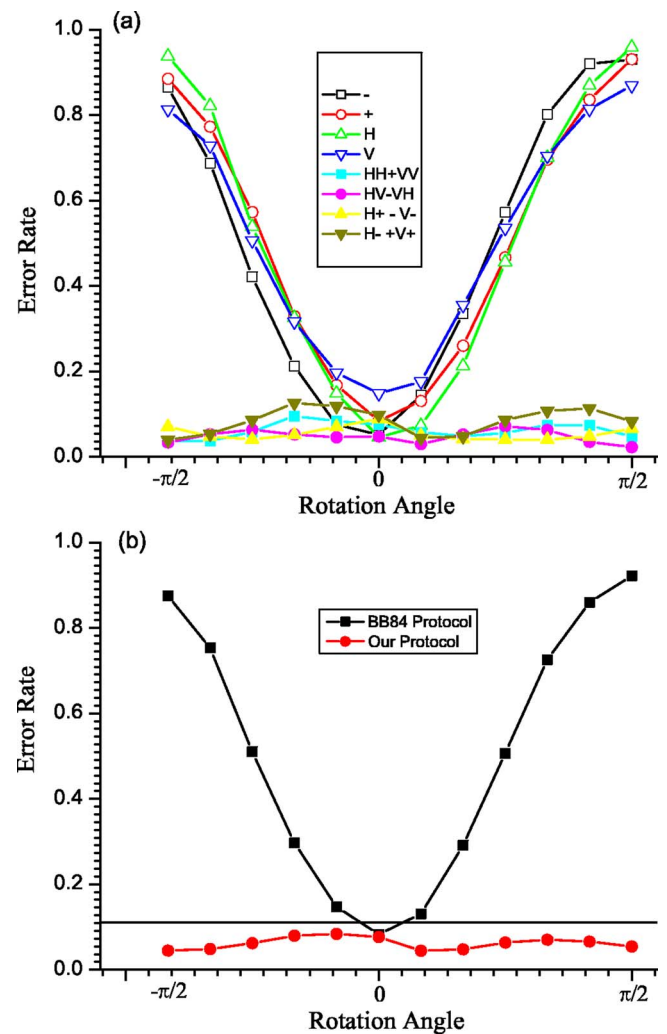 (a)
1.0
0.8
0.6
0.4
0.2
0.0
Error Rate
-
+
H
V
HH+VV
HV-VH
H+ - V-
H- +V+
-π/2
0
π/2
Rotation Angle
(b)
1.0
0.8
0.6
0.4
0.2
0.0
Error Rate
BB84 Protocol
Our Protocol
-π/2
0
π/2
Rotation Angle